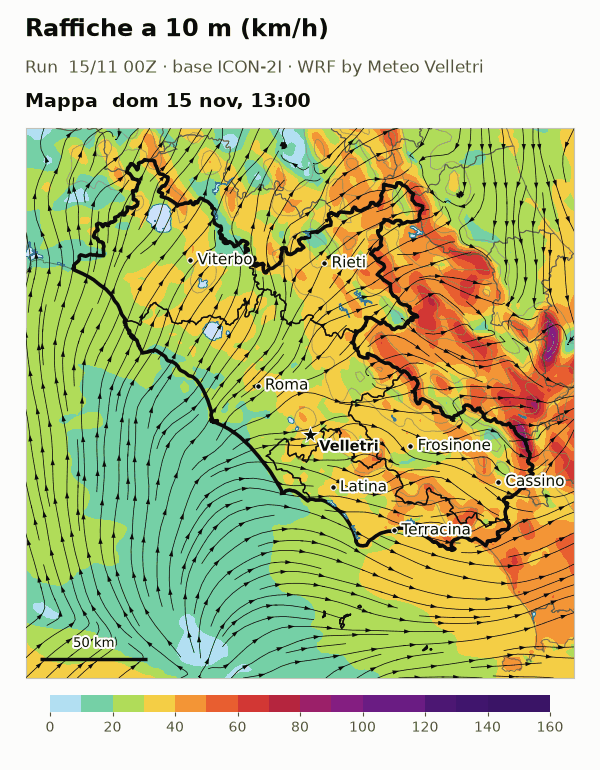 Raffiche a 10 m (km/h)
Run 15/11 00Z · base ICON-2I · WRF by Meteo Velletri
Mappa dom 15 nov, 13:00
Viterbo
Rieti
Roma
Velletri
Frosinone
Cassino
Latina
Terracina
50 km
0 20 40 60 80 100 120 140 160